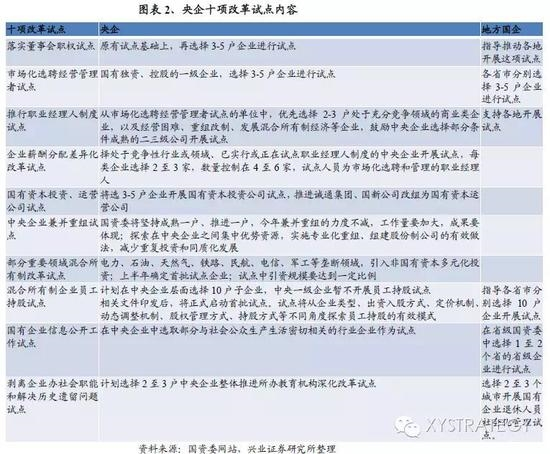 图表 2、央企十项改革试点内容
十项改革试点 央企 地方国企
落实董事会职权试点 原有试点基础上，再选择 3-5 户企业进行试点 指导推动各地开展这项试点
市场化选聘经营管理者试点 国有独资、控股的一级企业，选择 3-5 户企业进行试点 各省市分别选择 3-5 户企业进行试点
推行职业经理人制度试点 从市场化选聘经营管理者试点的单位中，优先选择 2-3 户处于充分竞争领域的商业类企业，以及经营困难、重组改制、发展混合所有制经济等企业，鼓励中央企业选择部分条件成熟的二三级公司开展试点 支持各地开展试点
企业薪酬分配差异化改革试点 择处于竞争性行业或领域、已实行或正在试点职业经理人制度的中央企业开展试点，每类企业选择 2 至 3 家，数量控制在 4 至 6 家，试点人员为市场化选聘和管理的职业经理人
国有资本投资、运营公司试点 将选 3-5 户企业开展国有资本投资公司试点，推进诚通集团、国新公司改组为国有资本运营公司
中央企业兼并重组试点 国资委将坚持成熟一户、推进一户，今年兼并重组的力度不减，工作量要加大，成果要体现；探索在中央企业之间集中优势资源，实施专业化重组、组建股份制公司的有效做法，减少重复投资和同质化发展
部分重要领域混合所有制改革试点 电力、石油、天然气、铁路、民航、电信、军工等垄断领域，引入非国有资本多元化投资；上半年确定首批试点企业；试点中引资规模要达到一定比例
混合所有制企业员工持股试点 计划在中央企业层面选择 10 户子企业，中央一级企业暂不开展员工持股试点 相关文件印发后，将正式启动首批试点。试点将从企业类型、出资入股方式、定价机制、动态调整机制、股权管理方式、持股方式等不同角度探索员工持股的有效模式 指导各省市分别选择 10 户企业开展试点
国有企业信息公开工作试点 在中央企业中选取部分与社会公众生产生活密切相关的行业企业作为试点 在省级国资委中选择 1 至 2 个省的省级企业进行试点
剥离企业办社会职能和解决历史遗留问题试点 计划选择 2 至 3 户中央企业整体推进所办教育机构深化改革试点 选择 2 至 3 个城市开展国有企业退休人员社会化管理试点。
资料来源：国资委网站，兴业证券研究所整理
XYSTRATEGY